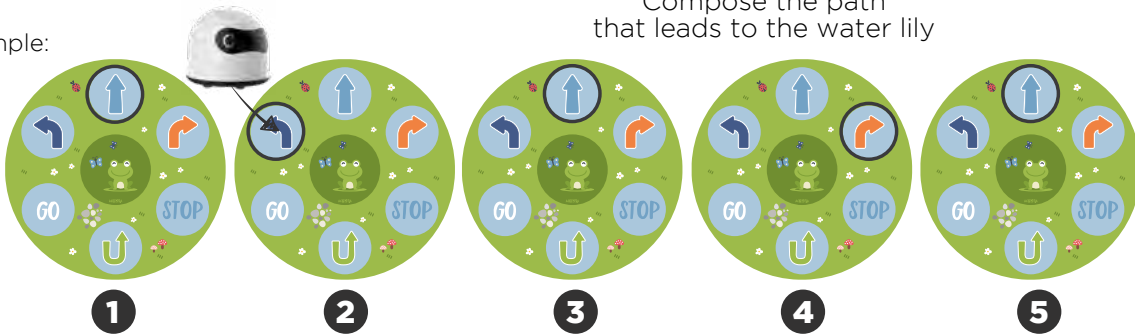 Compose the path
that leads to the water lily
GO STOP GO STOP GO STOP GO STOP GO STOP
1 2 3 4 5